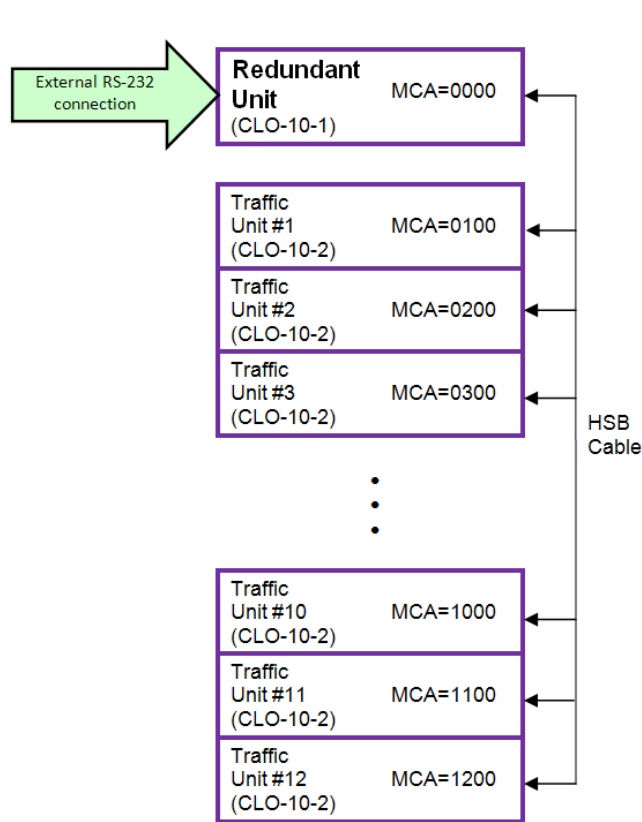 External RS-232
connection
Redundant
Unit
(CLO-10-1)
MCA=0000
Traffic
Unit #1
(CLO-10-2)
MCA=0100
Traffic
Unit #2
(CLO-10-2)
MCA=0200
Traffic
Unit #3
(CLO-10-2)
MCA=0300
HSB
Cable
Traffic
Unit #10
(CLO-10-2)
MCA=1000
Traffic
Unit #11
(CLO-10-2)
MCA=1100
Traffic
Unit #12
(CLO-10-2)
MCA=1200